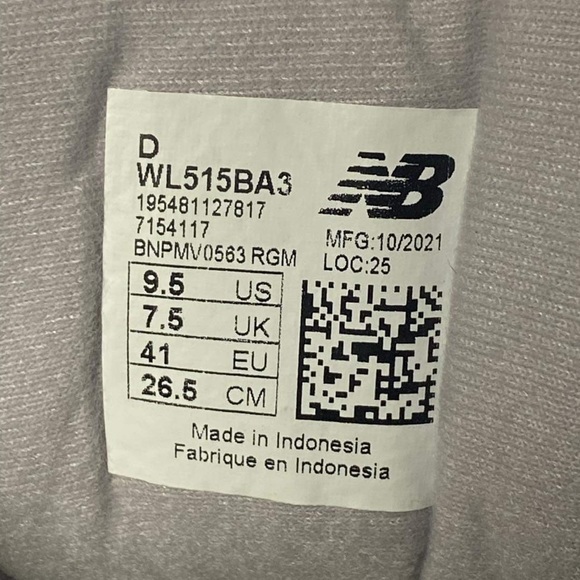 D
WL515BA3
195481127817
7154117
BNPMV0563 RGM
NB
MFG:10/2021
LOC:25
9.5 US
7.5 UK
41 EU
26.5 CM
Made in Indonesia
Fabrique en Indonesia